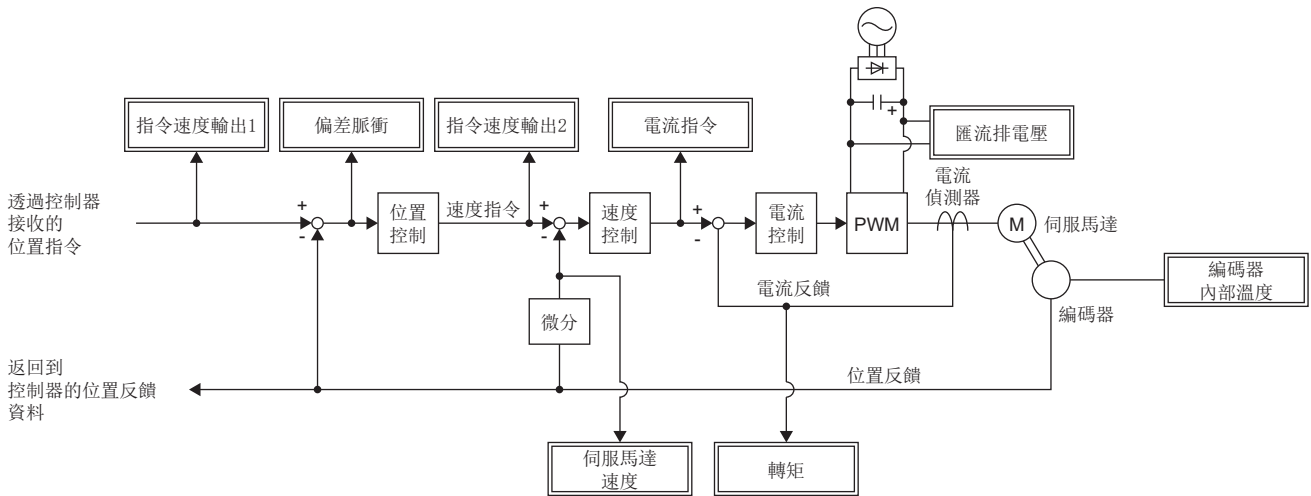 指令速度輸出1
偏差脈衝
指令速度輸出2
電流指令
+
匯流排電壓
透過控制器
接收的
位置指令
+
-
位置
控制
速度指令
+
-
速度
控制
+
-
電流
控制
PWM
電流
偵測器
M
伺服馬達
電流反饋
編碼器
編碼器
內部溫度
微分
位置反饋
返回到
控制器的位置反饋
資料
伺服馬達
速度
轉矩